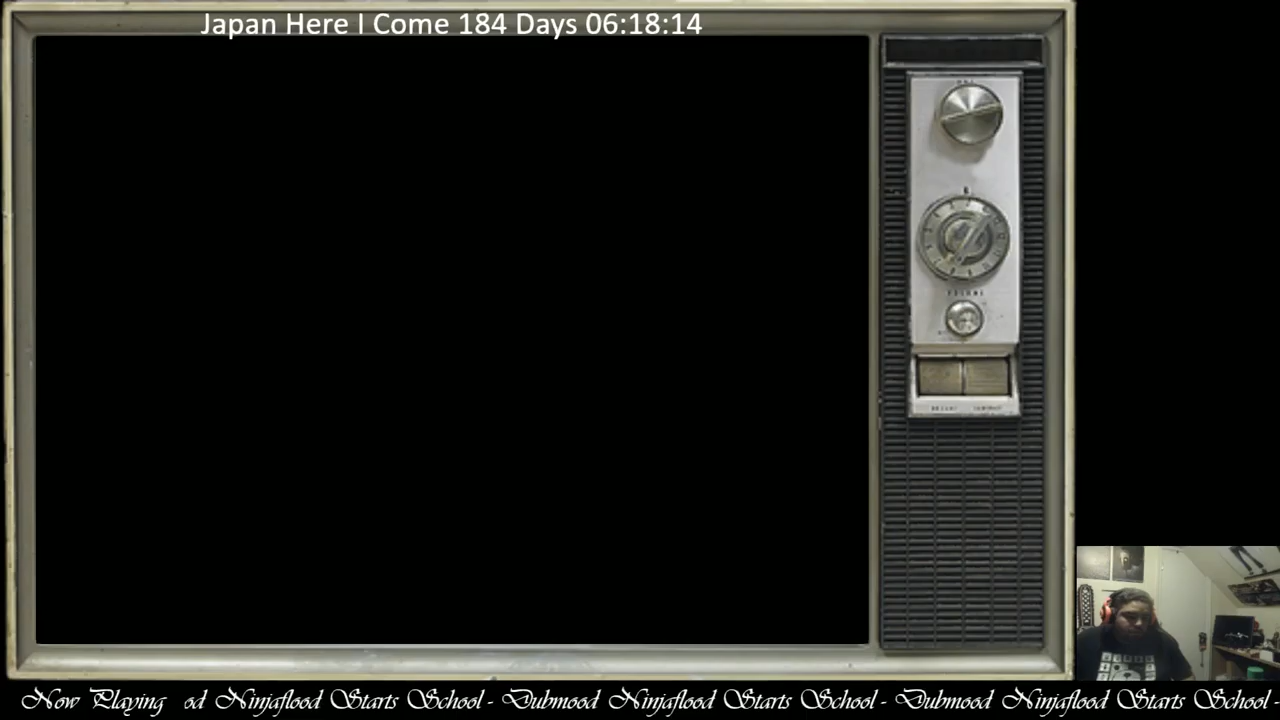 Japan Here I Come 184 Days 06:18:14
Now Playing od Ninjaflood Starts School - Dubmood Ninjaflood Starts School - Dubmood Ninjaflood Starts School -